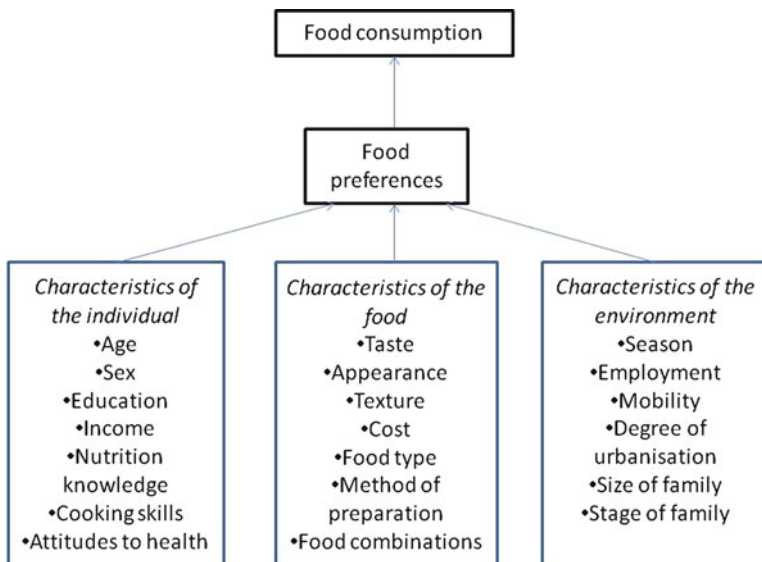 Food consumption
Food
preferences
Characteristics of
the individual
•Age
•Sex
•Education
•Income
•Nutrition
knowledge
•Cooking skills
•Attitudes to health
Characteristics of the
food
•Taste
•Appearance
•Texture
•Cost
•Food type
•Method of
preparation
•Food combinations
Characteristics of the
environment
•Season
•Employment
•Mobility
•Degree of
urbanisation
•Size of family
•Stage of family